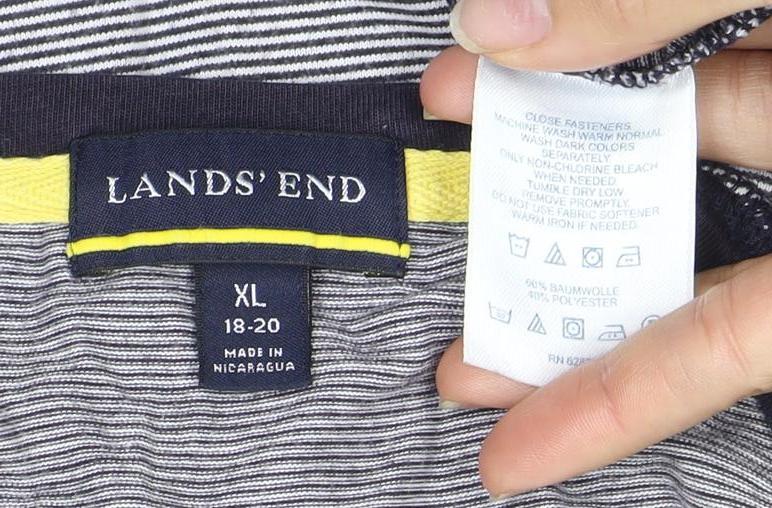 LANDS' END
XL
18-20
MADE IN
NICARAGUA
CLOSE FASTENERS.
MACHINE WASH WARM NORMAL
WASH DARK COLORS
SEPARATELY
ONLY NON-CHLORINE BLEACH
WHEN NEEDED.
TUMBLE DRY LOW
REMOVE PROMPTLY.
DO NOT USE FABRIC SOFTENER
WARM IRON IF NEEDED.
60% BAUMWOLLE
40% POLYESTER
RN